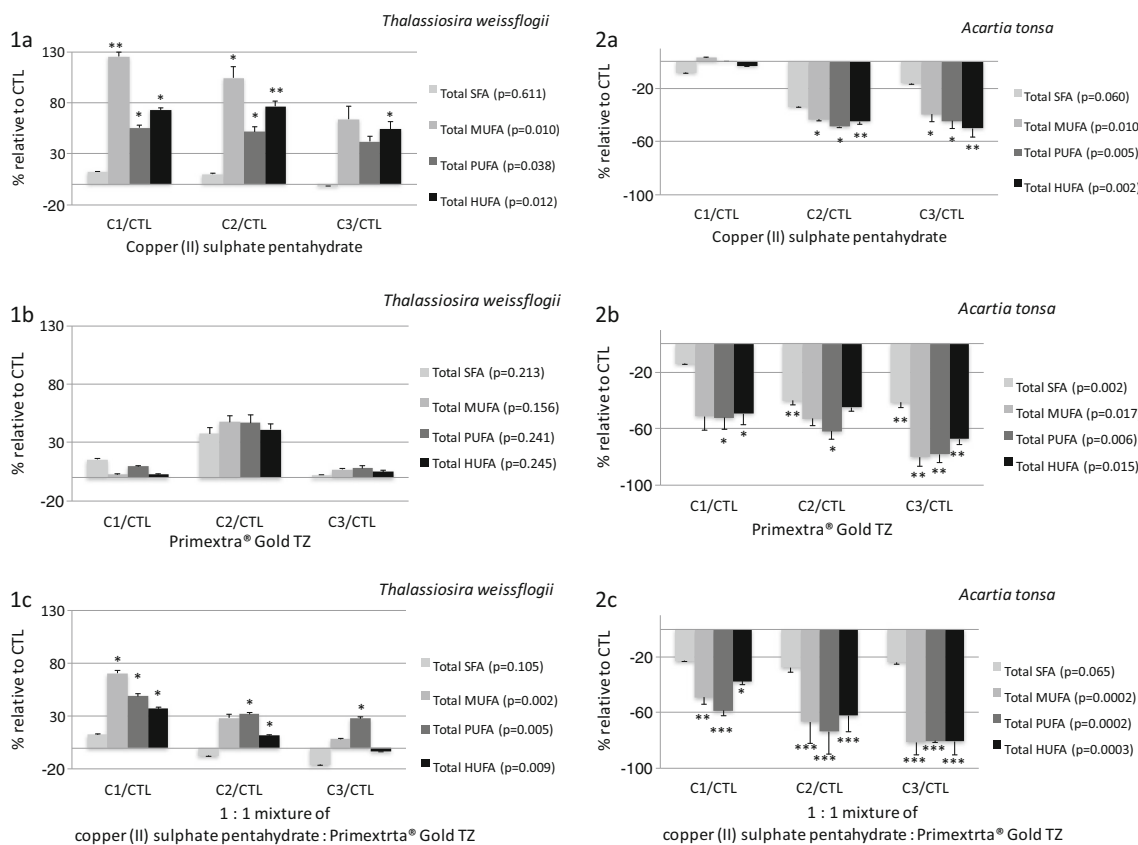 1a
Thalassiosira weissflogii
% relative to CTL
130
80
30
-20
** * * * * ** *
* *
C1/CTL C2/CTL C3/CTL
Copper (II) sulphate pentahydrate
Total SFA (p=0.611)
Total MUFA (p=0.010)
Total PUFA (p=0.038)
Total HUFA (p=0.012)
2a
Acartia tonsa
% relative to CTL
-20
-60
-100
* * ** * * **
C1/CTL C2/CTL C3/CTL
Copper (II) sulphate pentahydrate
Total SFA (p=0.060)
Total MUFA (p=0.010
Total PUFA (p=0.005)
Total HUFA (p=0.002)
1b
Thalassiosira weissflogii
% relative to CTL
130
80
30
-20
C1/CTL C2/CTL C3/CTL
Primextra® Gold TZ
Total SFA (p=0.213)
Total MUFA (p=0.156)
Total PUFA (p=0.241)
Total HUFA (p=0.245)
2b
Acartia tonsa
% relative to CTL
-20
-60
-100
* * ** * ** ** ** **
C1/CTL C2/CTL C3/CTL
Primextra® Gold TZ
Total SFA (p=0.002)
Total MUFA (p=0.017
Total PUFA (p=0.006)
Total HUFA (p=0.015)
1c
Thalassiosira weissflogii
% relative to CTL
130
80
30
-20
* * * * * *
C1/CTL C2/CTL C3/CTL
1 : 1 mixture of
copper (II) sulphate pentahydrate : Primextrta® Gold TZ
Total SFA (p=0.105)
Total MUFA (p=0.002)
Total PUFA (p=0.005)
Total HUFA (p=0.009)
2c
Acartia tonsa
% relative to CTL
-20
-60
-100
** *** * *** *** *** *** *** ***
C1/CTL C2/CTL C3/CTL
1 : 1 mixture of
copper (II) sulphate pentahydrate : Primextrta® Gold TZ
Total SFA (p=0.065)
Total MUFA (p=0.0002)
Total PUFA (p=0.0002)
Total HUFA (p=0.0003)